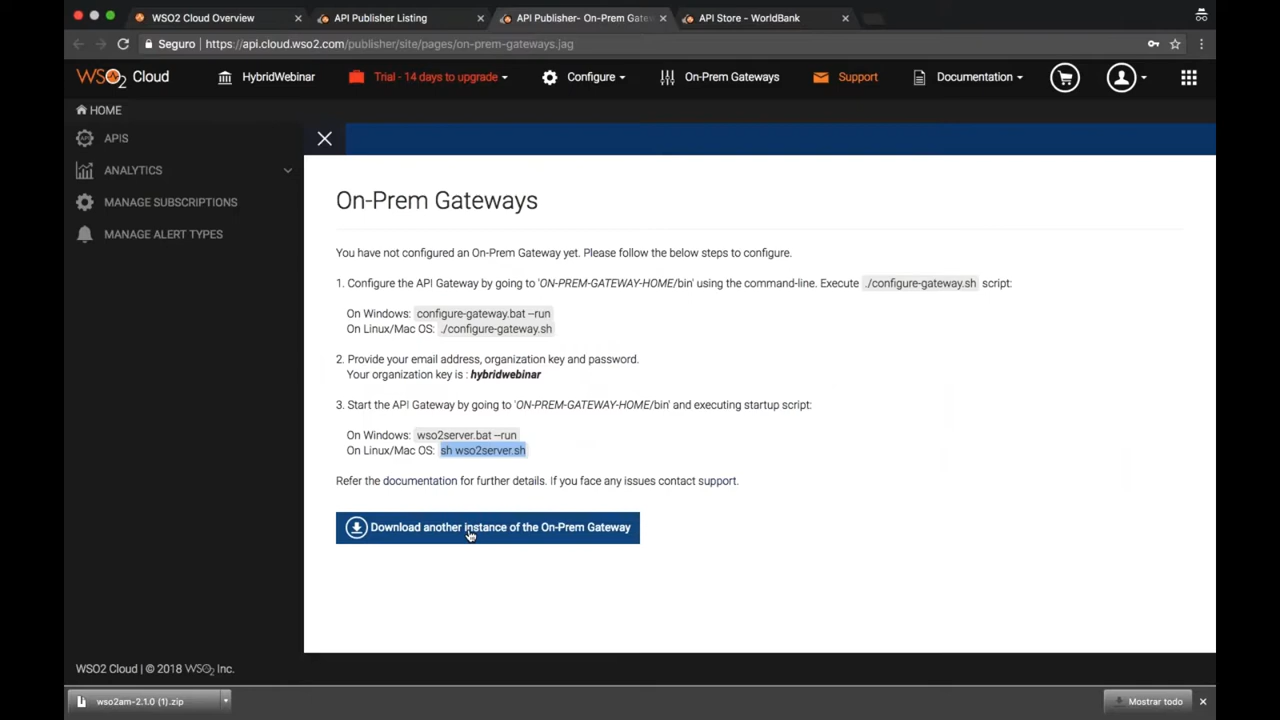 WSO2 Cloud Overview
API Publisher Listing
API Publisher- On-Prem Gate
API Store - WorldBank
Seguro
https://api.cloud.wso2.com/publisher/site/pages/on-prem-gateways.jag
WSO2 Cloud
HybridWebinar
Trial - 14 days to upgrade
Configure
On-Prem Gateways
Support
Documentation
HOME
APIS
ANALYTICS
MANAGE SUBSCRIPTIONS
MANAGE ALERT TYPES
On-Prem Gateways
You have not configured an On-Prem Gateway yet. Please follow the below steps to configure.
1. Configure the API Gateway by going to 'ON-PREM-GATEWAY-HOME/bin' using the command-line. Execute ./configure-gateway.sh script:
On Windows: configure-gateway.bat –run
On Linux/Mac OS: ./configure-gateway.sh
2. Provide your email address, organization key and password.
Your organization key is : hybridwebinar
3. Start the API Gateway by going to 'ON-PREM-GATEWAY-HOME/bin' and executing startup script:
On Windows: wso2server.bat –run
On Linux/Mac OS: sh wso2server.sh
Refer the documentation for further details. If you face any issues contact support.
Download another instance of the On-Prem Gateway
WSO2 Cloud | © 2018 WSO2 Inc.
wso2am-2.1.0 (1).zip
Mostrar todo